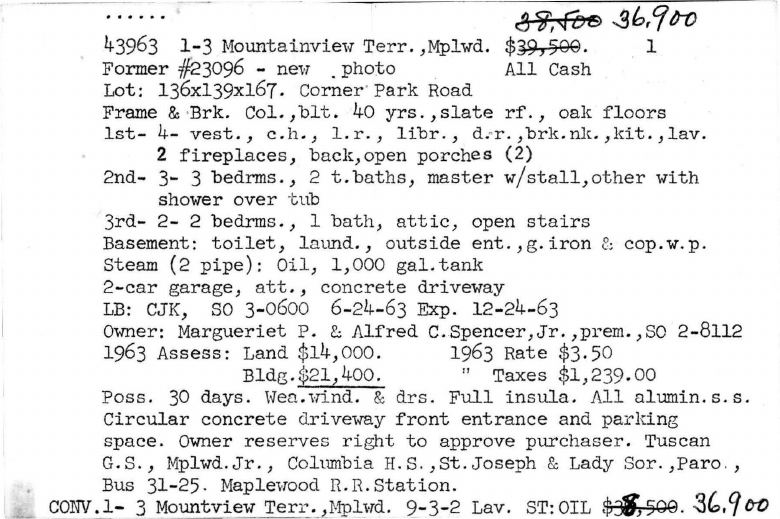 ......
38,500 36,900
43963 1-3 Mountainview Terr.,Mplwd. $39,500. 1
Former #23096 - new photo All Cash
Lot: 136x139x167. Corner Park Road
Frame & Brk. Col.,blt. 40 yrs.,slate rf., oak floors
1st- 4- vest., c.h., l.r., libr., d.r.,brk.nk.,kit.,lav.
2 fireplaces, back,open porches (2)
2nd- 3- 3 bedrms., 2 t.baths, master w/stall,other with
shower over tub
3rd- 2- 2 bedrms., 1 bath, attic, open stairs
Basement: toilet, laund., outside ent.,g.iron & cop.w.p.
Steam (2 pipe): Oil, 1,000 gal.tank
2-car garage, att., concrete driveway
LB: CJK, SO 3-0600 6-24-63 Exp. 12-24-63
Owner: Margueriet P. & Alfred C.Spencer,Jr.,prem.,SO 2-8112
1963 Assess: Land $14,000. 1963 Rate $3.50
Bldg.$21,400. " Taxes $1,239.00
Poss. 30 days. Wea.wind. & drs. Full insula. All alumin.s.s.
Circular concrete driveway front entrance and parking
space. Owner reserves right to approve purchaser. Tuscan
G.S., Mplwd.Jr., Columbia H.S.,St.Joseph & Lady Sor.,Paro.,
Bus 31-25. Maplewood R.R.Station.
CONV.1- 3 Mountview Terr.,Mplwd. 9-3-2 Lav. ST:OIL $38,500. 36,900